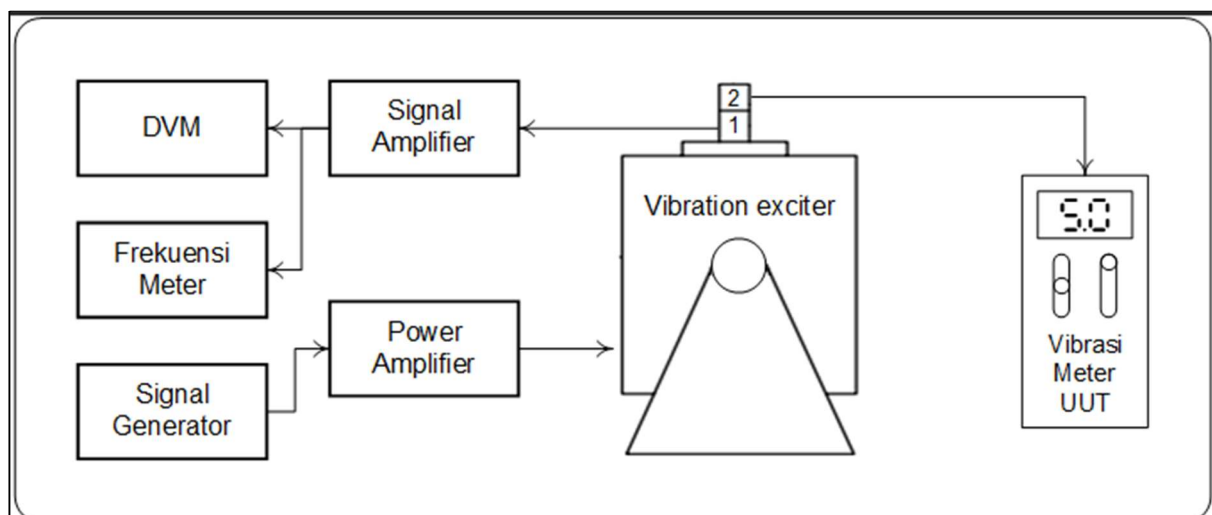 DVM
Signal
Amplifier
2
1
Vibration exciter
5.0
Frekuensi
Meter
Power
Amplifier
Vibrasi
Meter
UUT
Signal
Generator